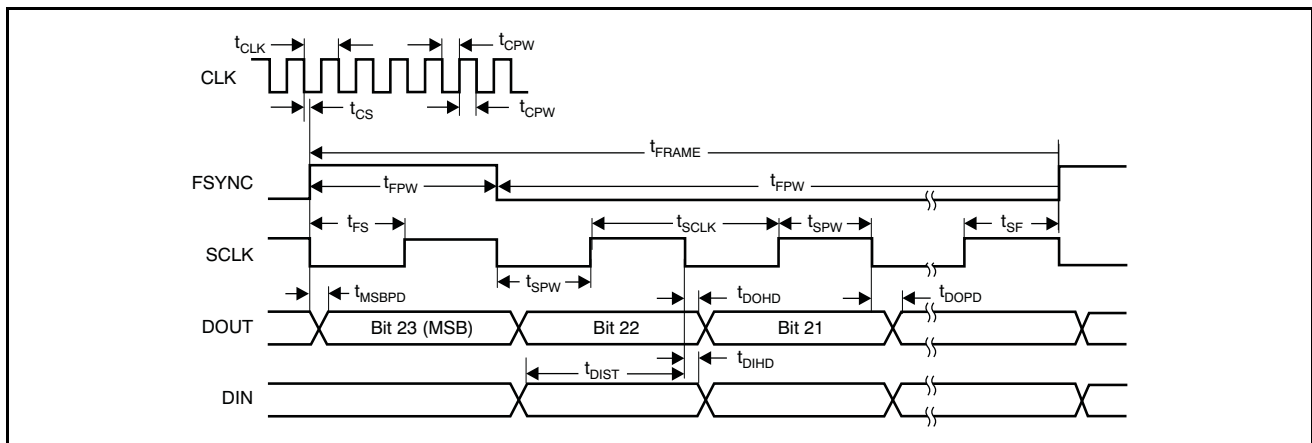 tCLK
tCPW
CLK
tCS
tCPW
tFRAME
FSYNC
tFPW
tFPW
tFS
tSCLK
tSPW
tSF
SCLK
tSPW
tMSBPD
tDOHD
tDOPD
DOUT
Bit 23 (MSB)
Bit 22
Bit 21
tDIST
tDIHD
DIN